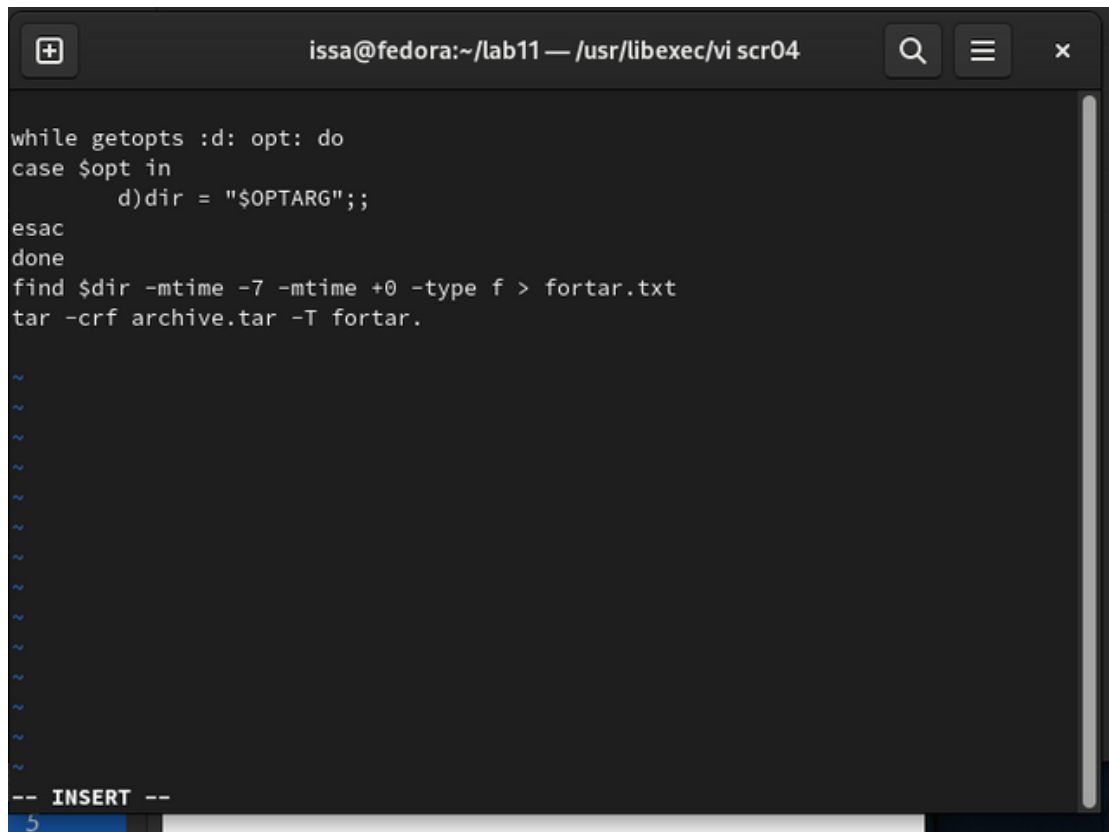 issa@fedora:~/lab11 — /usr/libexec/vi scr04
while getopts :d: opt: do
case $opt in
        d)dir = "$OPTARG";;
esac
done
find $dir -mtime -7 -mtime +0 -type f > fortar.txt
tar -crf archive.tar -T fortar.
~
~
~
~
~
~
~
~
~
~
~
~
~
~
-- INSERT --
5